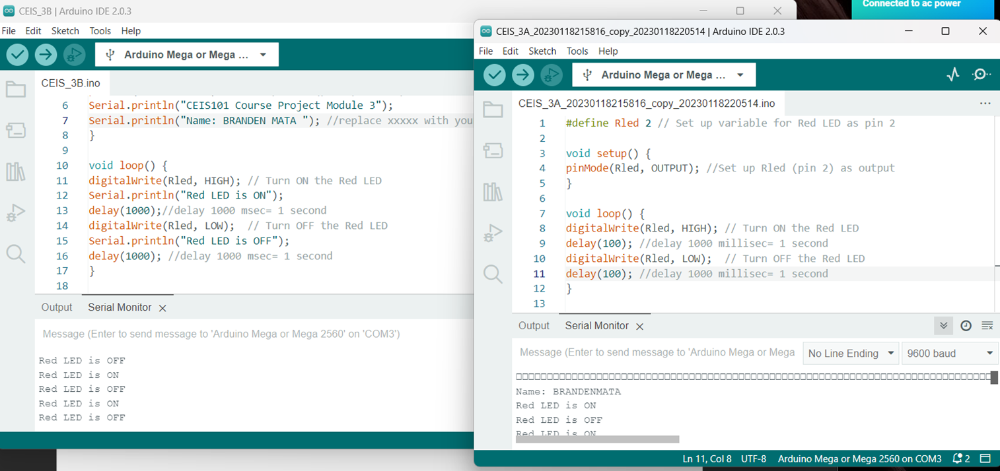 CEIS_3B | Arduino IDE 2.0.3
File Edit Sketch Tools Help
Arduino Mega or Mega ...
CEIS_3B.ino
6 Serial.println("CEIS101 Course Project Module 3");
7 Serial.println("Name: BRANDEN MATA "); //replace xxxxx with you
8 }
9
10 void loop() {
11 digitalWrite(Rled, HIGH); // Turn ON the Red LED
12 Serial.println("Red LED is ON");
13 delay(1000);//delay 1000 msec= 1 second
14 digitalWrite(Rled, LOW);  // Turn OFF the Red LED
15 Serial.println("Red LED is OFF");
16 delay(1000); //delay 1000 msec= 1 second
17 }
18
Output Serial Monitor
Message (Enter to send message to 'Arduino Mega or Mega 2560' on 'COM3')
Red LED is OFF
Red LED is ON
Red LED is OFF
Red LED is ON
Red LED is OFF
Connected to ac power
CEIS_3A_20230118215816_copy_20230118220514 | Arduino IDE 2.0.3
File Edit Sketch Tools Help
Arduino Mega or Mega ...
CEIS_3A_20230118215816_copy_20230118220514.ino
1 #define Rled 2 // Set up variable for Red LED as pin 2
2
3 void setup() {
4 pinMode(Rled, OUTPUT); //Set up Rled (pin 2) as output
5 }
6
7 void loop() {
8 digitalWrite(Rled, HIGH); // Turn ON the Red LED
9 delay(100); //delay 1000 millisec= 1 second
10 digitalWrite(Rled, LOW);  // Turn OFF the Red LED
11 delay(100); //delay 1000 millisec= 1 second
12 }
13
Output Serial Monitor
Message (Enter to send message to 'Arduino Mega or Mega No Line Ending 9600 baud
Name: BRANDENMATA
Red LED is ON
Red LED is OFF
Red LED is ON
Ln 11, Col 8 UTF-8 Arduino Mega or Mega 2560 on COM3 2